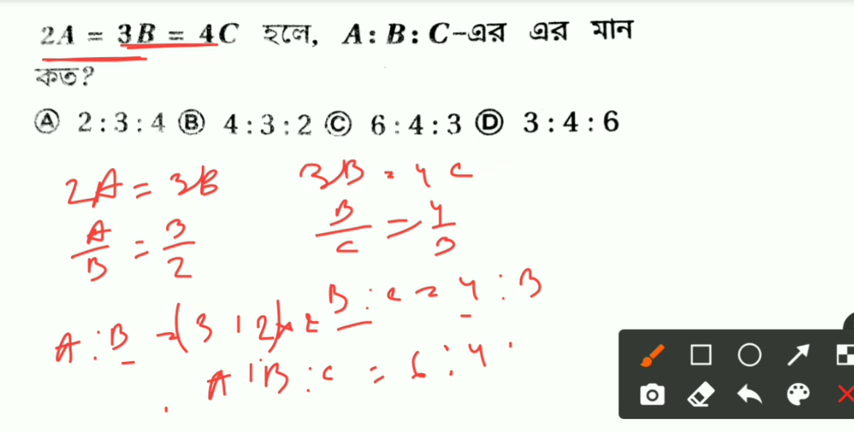 2A = 3B = 4C হলে, A : B : C-এর এর মান
কত?
Ⓐ 2 : 3 : 4 Ⓑ 4 : 3 : 2 Ⓒ 6 : 4 : 3 Ⓓ 3 : 4 : 6
2A = 3B 3B = 4C
A/B = 3/2 B/C = 4/3
A : B = (3 : 2) × 2 B : C = 4 : 3
A : B : C = 6 : 4